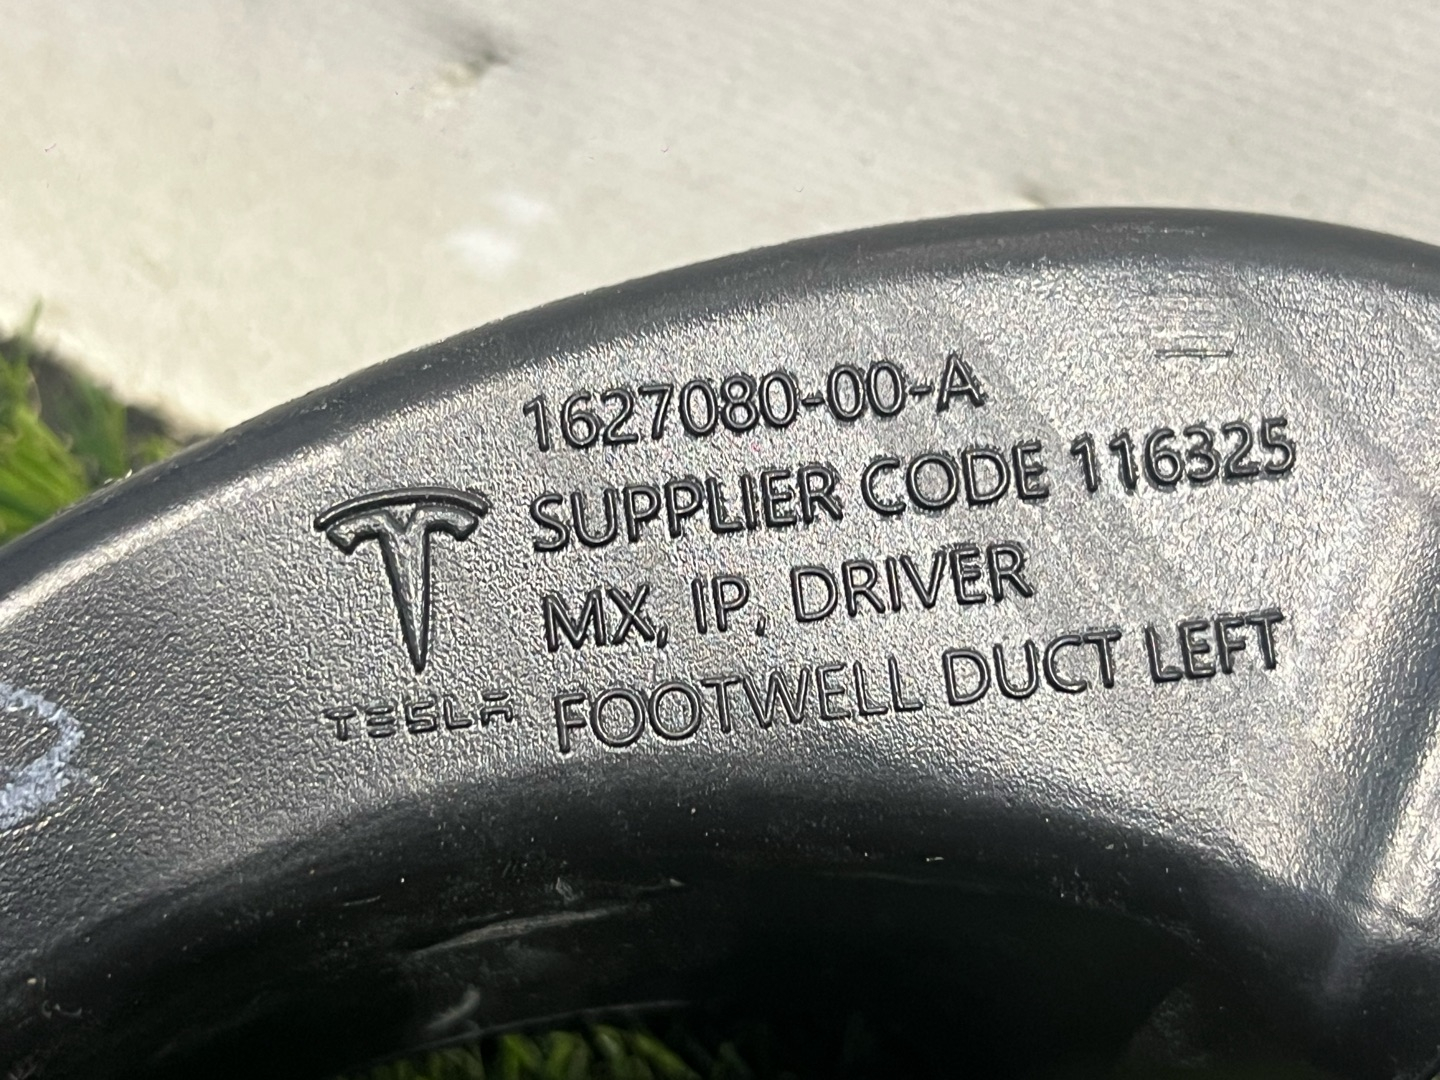 1627080-00-A
SUPPLIER CODE 116325
MX, IP, DRIVER
FOOTWELL DUCT LEFT
TESLA